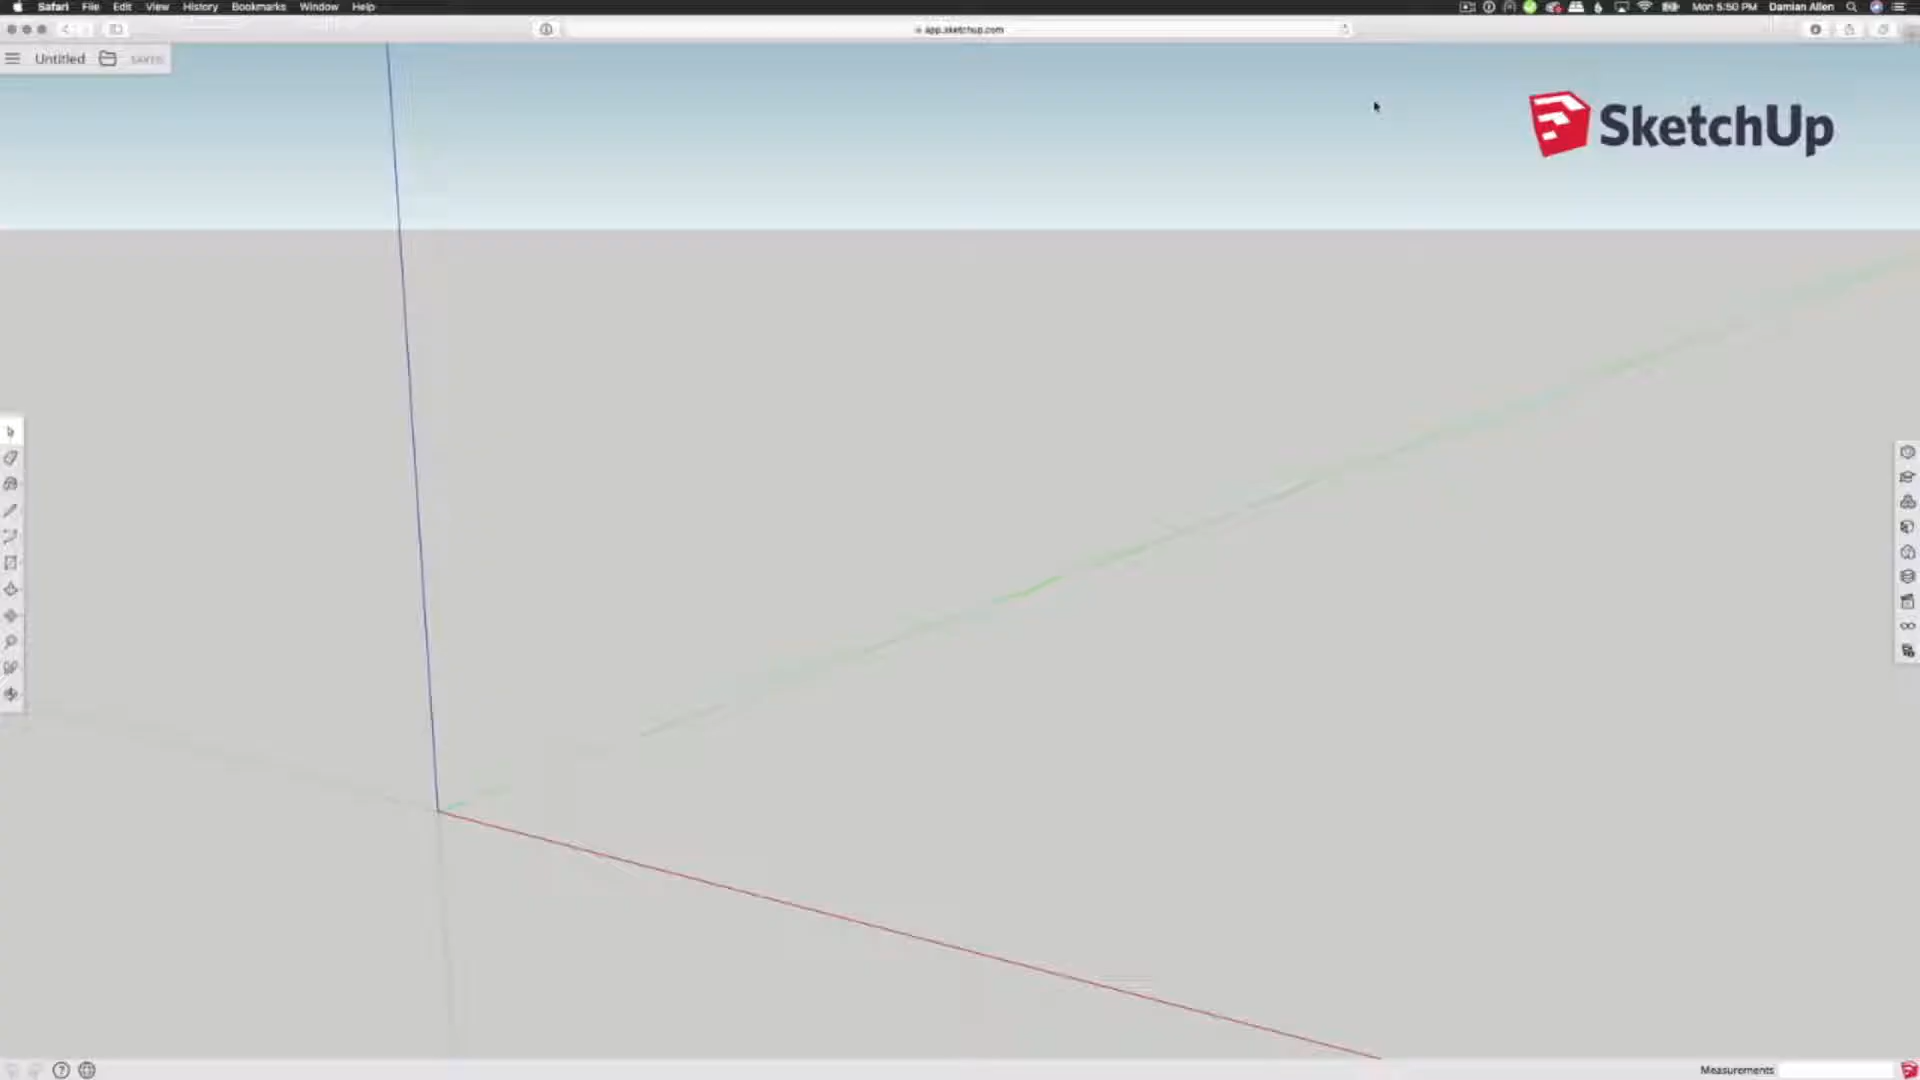 Safari File Edit View History Bookmarks Window Help Mon 5:50 PM Damian Allen
app.sketchup.com
Untitled SAVED
SketchUp
Measurements